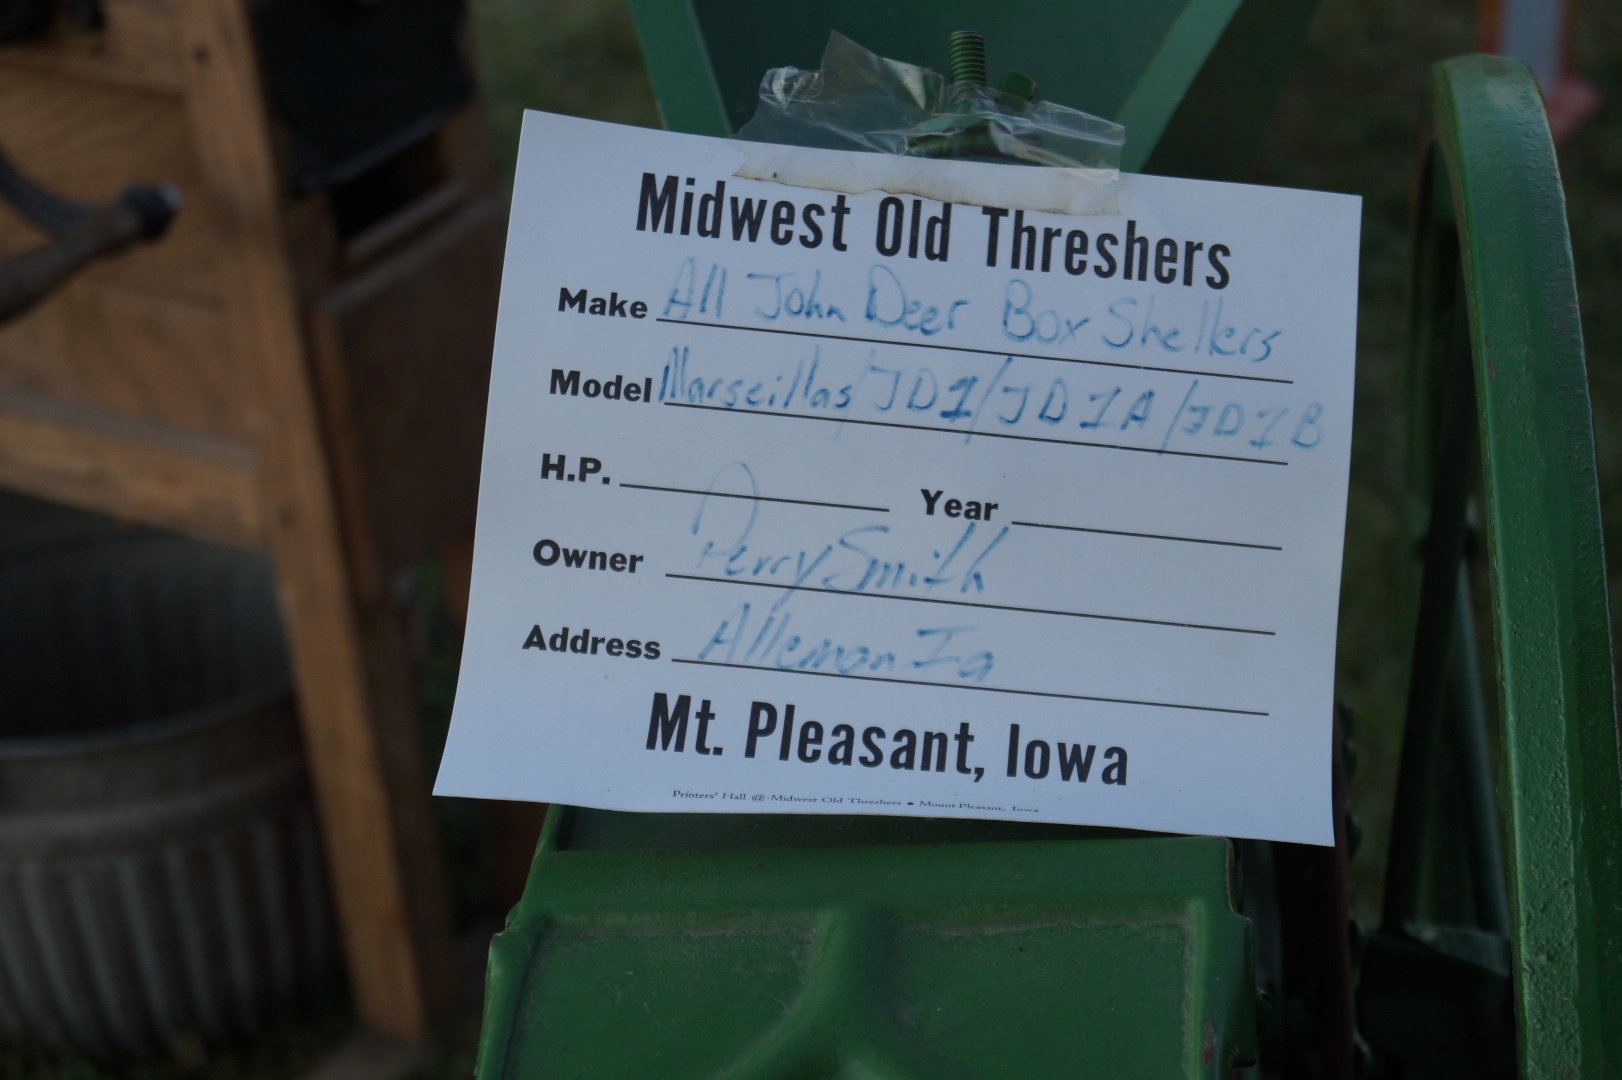 Midwest Old Threshers
Make All John Deer Box Shellers
Model Marseillas/JD1/JD1A/JD1B
H.P. Year
Owner Perry Smith
Address Alleman Ia
Mt. Pleasant, Iowa
Printers' Hall @ Midwest Old Threshers • Mount Pleasant, Iowa